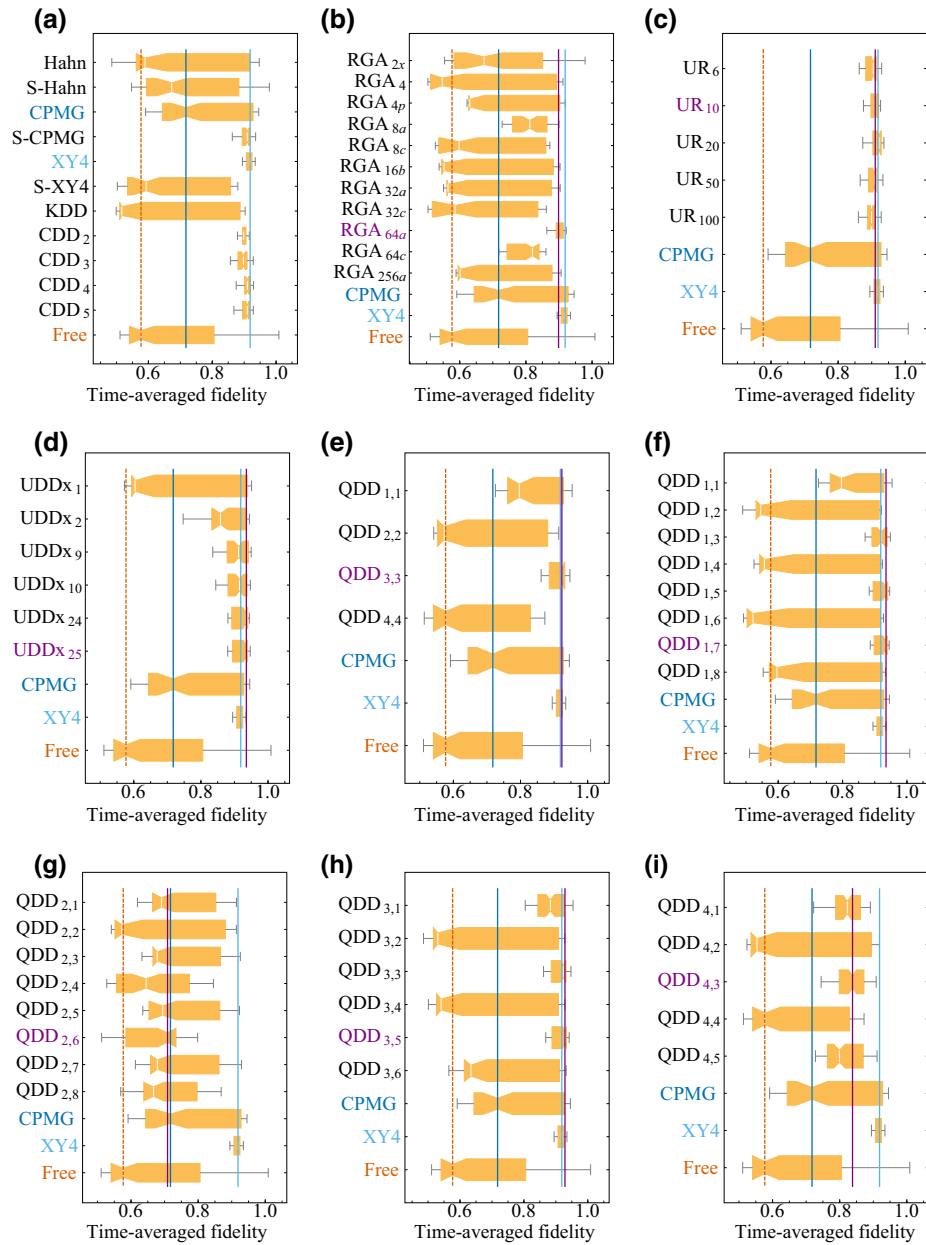 (a)
Hahn
S-Hahn
CPMG
S-CPMG
XY4
S-XY4
KDD
CDD 2
CDD 3
CDD 4
CDD 5
Free
0.6 0.8 1.0
Time-averaged fidelity
(b)
RGA 2x
RGA 4
RGA 4p
RGA 8a
RGA 8c
RGA 16b
RGA 32a
RGA 32c
RGA 64a
RGA 64c
RGA 256a
CPMG
XY4
Free
0.6 0.8 1.0
Time-averaged fidelity
(c)
UR 6
UR 10
UR 20
UR 50
UR 100
CPMG
XY4
Free
0.6 0.8 1.0
Time-averaged fidelity
(d)
UDDx 1
UDDx 2
UDDx 9
UDDx 10
UDDx 24
UDDx 25
CPMG
XY4
Free
0.6 0.8 1.0
Time-averaged fidelity
(e)
QDD 1,1
QDD 2,2
QDD 3,3
QDD 4,4
CPMG
XY4
Free
0.6 0.8 1.0
Time-averaged fidelity
(f)
QDD 1,1
QDD 1,2
QDD 1,3
QDD 1,4
QDD 1,5
QDD 1,6
QDD 1,7
QDD 1,8
CPMG
XY4
Free
0.6 0.8 1.0
Time-averaged fidelity
(g)
QDD 2,1
QDD 2,2
QDD 2,3
QDD 2,4
QDD 2,5
QDD 2,6
QDD 2,7
QDD 2,8
CPMG
XY4
Free
0.6 0.8 1.0
Time-averaged fidelity
(h)
QDD 3,1
QDD 3,2
QDD 3,3
QDD 3,4
QDD 3,5
QDD 3,6
CPMG
XY4
Free
0.6 0.8 1.0
Time-averaged fidelity
(i)
QDD 4,1
QDD 4,2
QDD 4,3
QDD 4,4
QDD 4,5
CPMG
XY4
Free
0.6 0.8 1.0
Time-averaged fidelity